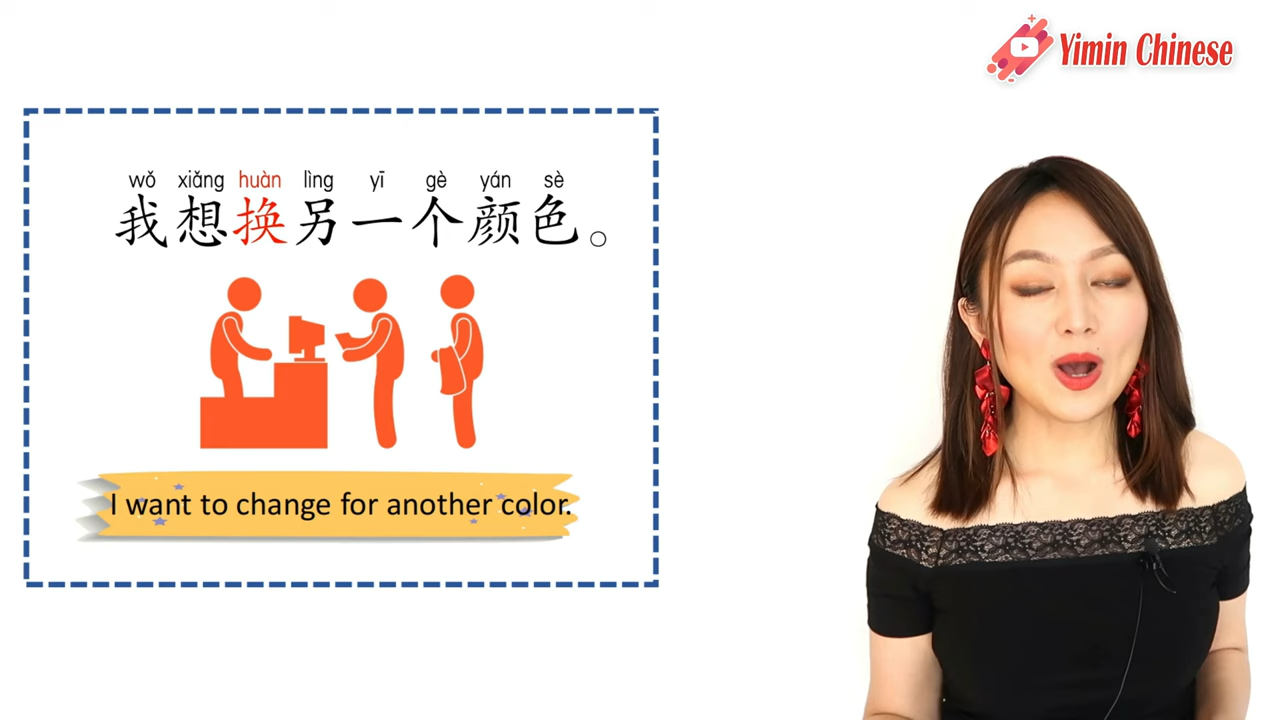 Yimin Chinese
wǒ xiǎng huàn lìng yī gè yán sè
我想换另一个颜色。
I want to change for another color.